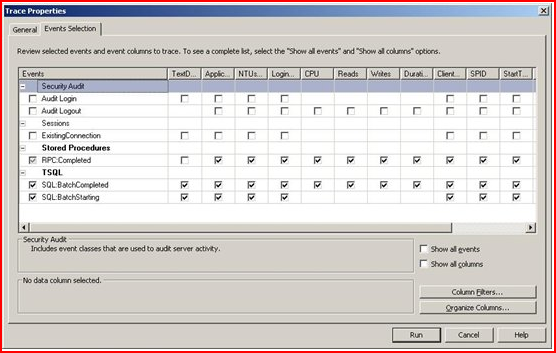 Trace Properties
General Events Selection
Review selected events and event columns to trace. To see a complete list, select the "Show all events" and "Show all columns" options.
Events TextD... Applic... NTUs... Login... CPU Reads Writes Durati... Client... SPID StartT...
Security Audit
Audit Login
Audit Logout
Sessions
ExistingConnection
Stored Procedures
RPC:Completed
TSQL
SQL:BatchCompleted
SQL:BatchStarting
Security Audit
Includes event classes that are used to audit server activity.
Show all events
Show all columns
No data column selected.
Column Filters...
Organize Columns...
Run Cancel Help